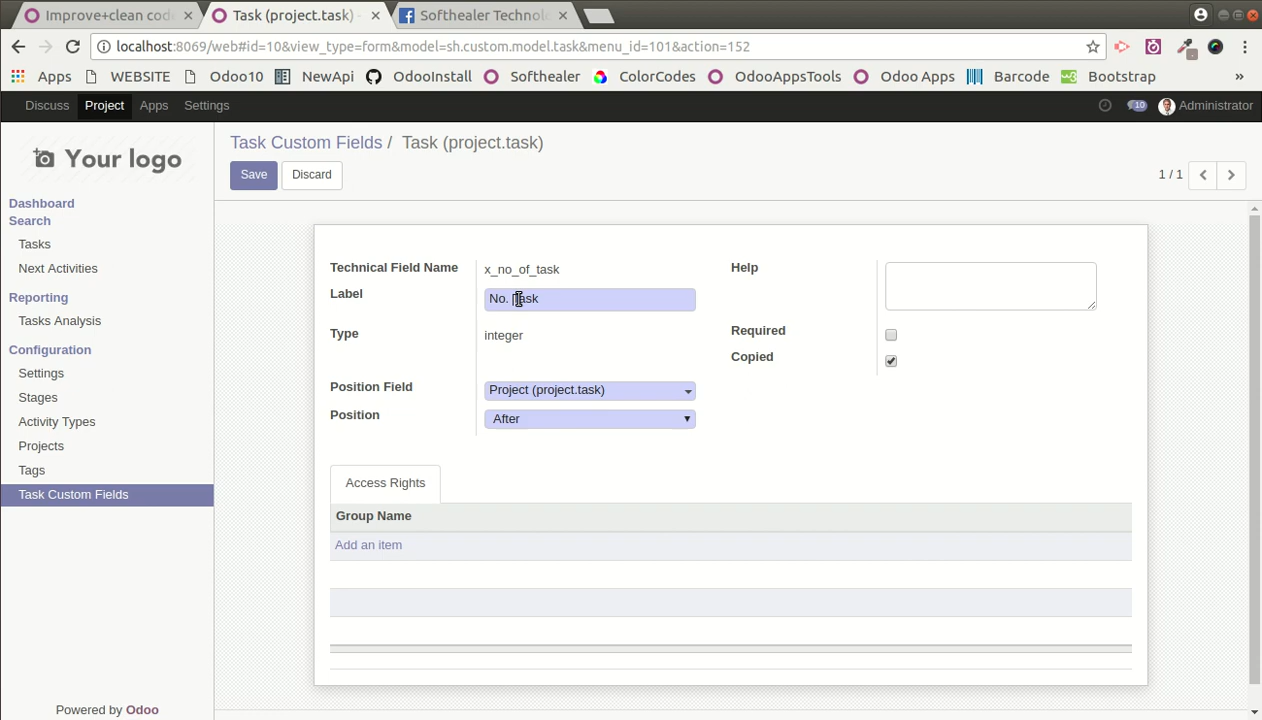 Improve+clean code
Task (project.task) -
Softhealer Technol
localhost:8069/web#id=10&view_type=form&model=sh.custom.model.task&menu_id=101&action=152
Apps WEBSITE Odoo10 NewApi OdooInstall Softhealer ColorCodes OdooAppsTools Odoo Apps Barcode Bootstrap »
Discuss Project Apps Settings 10 Administrator
Your logo
Dashboard
Search
Tasks
Next Activities
Reporting
Tasks Analysis
Configuration
Settings
Stages
Activity Types
Projects
Tags
Task Custom Fields
Powered by Odoo
Task Custom Fields / Task (project.task)
Save Discard 1 / 1
Technical Field Name x_no_of_task
Label No. Task
Type integer
Position Field Project (project.task)
Position After
Help
Required
Copied
Access Rights
Group Name
Add an item